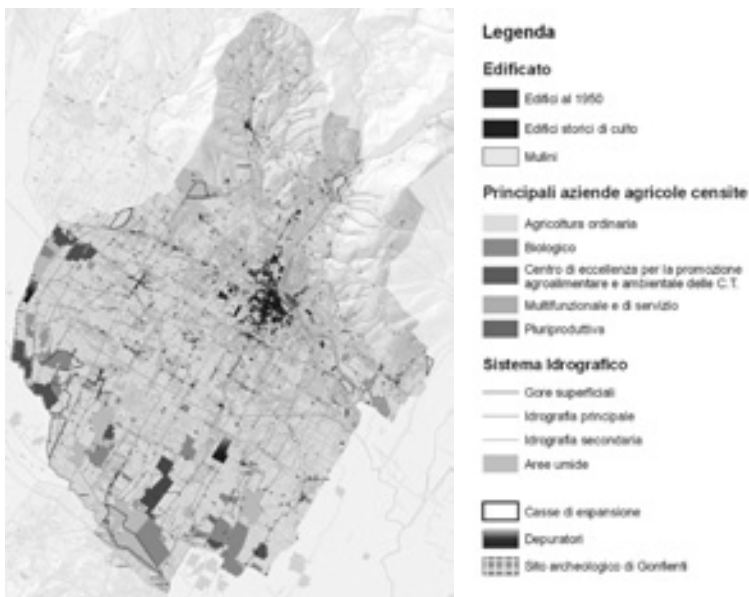 Legenda
Edificato
Edifici al 1950
Edifici storici di culto
Mulini
Principali aziende agricole censite
Agricoltura ordinaria
Biologico
Centro di eccellenza per la promozione
agroalimentare e ambientale delle C.T.
Multifunzionale e di servizio
Pluriproduttiva
Sistema Idrografico
Gore superficiali
Idrografia principale
Idrografia secondaria
Aree umide
Casse di espansione
Depuratori
Sito archeologico di Gonfienti